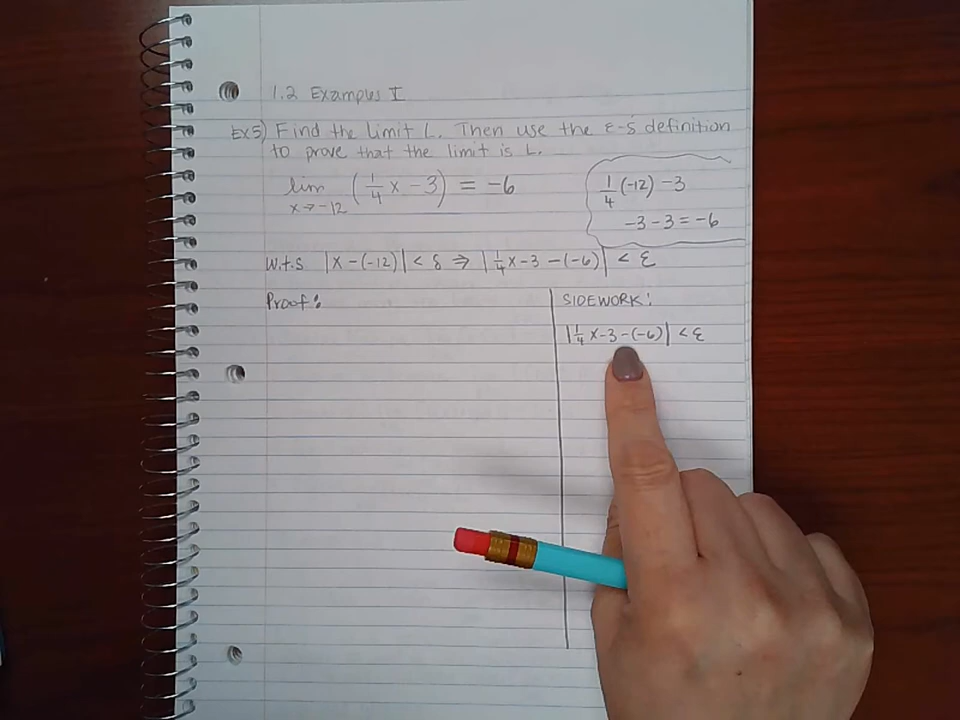 1.2 Examples I
Ex5) Find the limit L. Then use the ε-δ definition
to prove that the limit is L.
lim (1/4 x - 3) = -6
x→-12
1/4 (-12) - 3
-3 - 3 = -6
W.t.s |x - (-12)| < δ ⇒ |1/4 x - 3 - (-6)| < ε
Proof:
SIDEWORK:
|1/4 x - 3 - (-6)| < ε